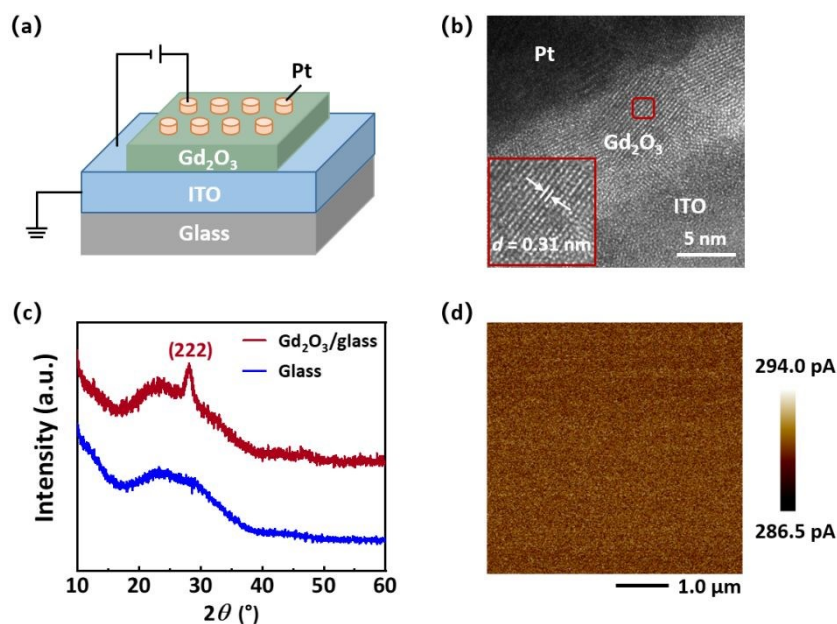 (a)
Pt
Gd₂O₃
ITO
Glass
(b)
Pt
Gd₂O₃
ITO
d = 0.31 nm
5 nm
(c)
Intensity (a.u.)
(222)
Gd₂O₃/glass
Glass
10 20 30 40 50 60
2θ (°)
(d)
294.0 pA
286.5 pA
1.0 μm